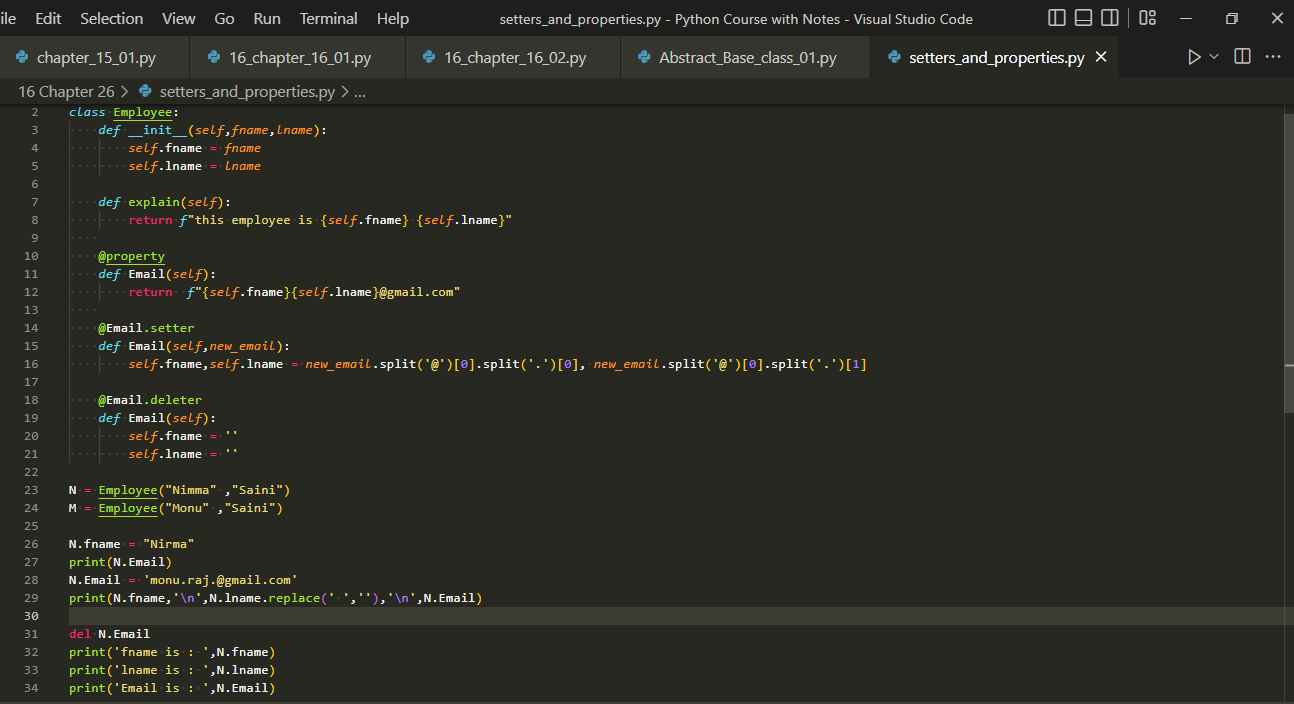 ile Edit Selection View Go Run Terminal Help setters_and_properties.py - Python Course with Notes - Visual Studio Code
chapter_15_01.py 16_chapter_16_01.py 16_chapter_16_02.py Abstract_Base_class_01.py setters_and_properties.py
16 Chapter 26 > setters_and_properties.py > ...
2 class Employee:
3     def __init__(self,fname,lname):
4         self.fname = fname
5         self.lname = lname
6
7     def explain(self):
8         return f"this employee is {self.fname} {self.lname}"
9
10     @property
11     def Email(self):
12         return  f"{self.fname}{self.lname}@gmail.com"
13
14     @Email.setter
15     def Email(self,new_email):
16         self.fname,self.lname = new_email.split('@')[0].split('.')[0], new_email.split('@')[0].split('.')[1]
17
18     @Email.deleter
19     def Email(self):
20         self.fname = ''
21         self.lname = ''
22
23 N = Employee("Nimma" ,"Saini")
24 M = Employee("Monu" ,"Saini")
25
26 N.fname = "Nirma"
27 print(N.Email)
28 N.Email = 'monu.raj.@gmail.com'
29 print(N.fname,'\n',N.lname.replace(' ',''),'\n',N.Email)
30
31 del N.Email
32 print('fname is : ',N.fname)
33 print('lname is : ',N.lname)
34 print('Email is : ',N.Email)